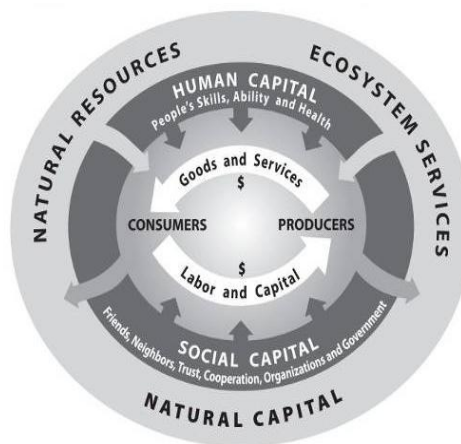 NATURAL RESOURCES
ECOSYSTEM SERVICES
HUMAN CAPITAL
People's Skills, Ability and Health
Goods and Services
$
CONSUMERS
PRODUCERS
$
Labor and Capital
SOCIAL CAPITAL
Friends, Neighbors, Trust, Cooperation, Organizations and Government
NATURAL CAPITAL